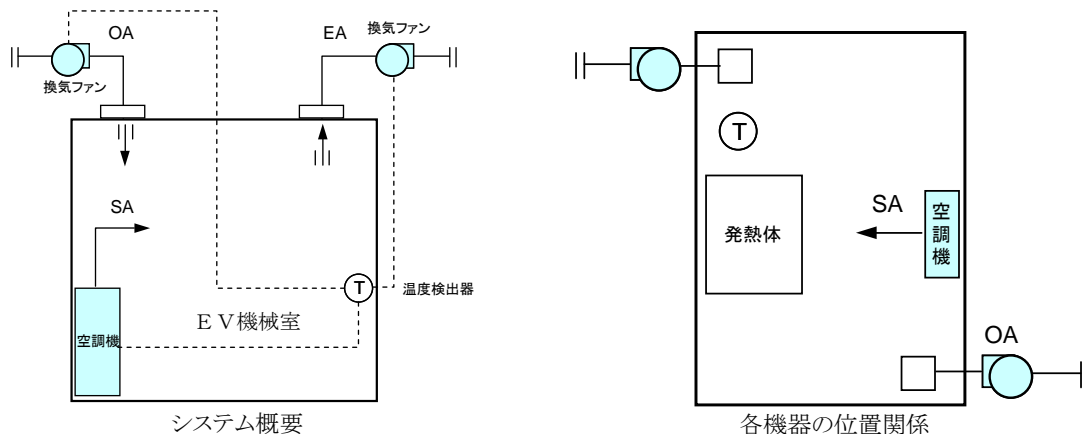 OA
EA
換気ファン
換気ファン
SA
T
温度検出器
EV機械室
空調機
システム概要
T
発熱体
SA
空調機
OA
各機器の位置関係